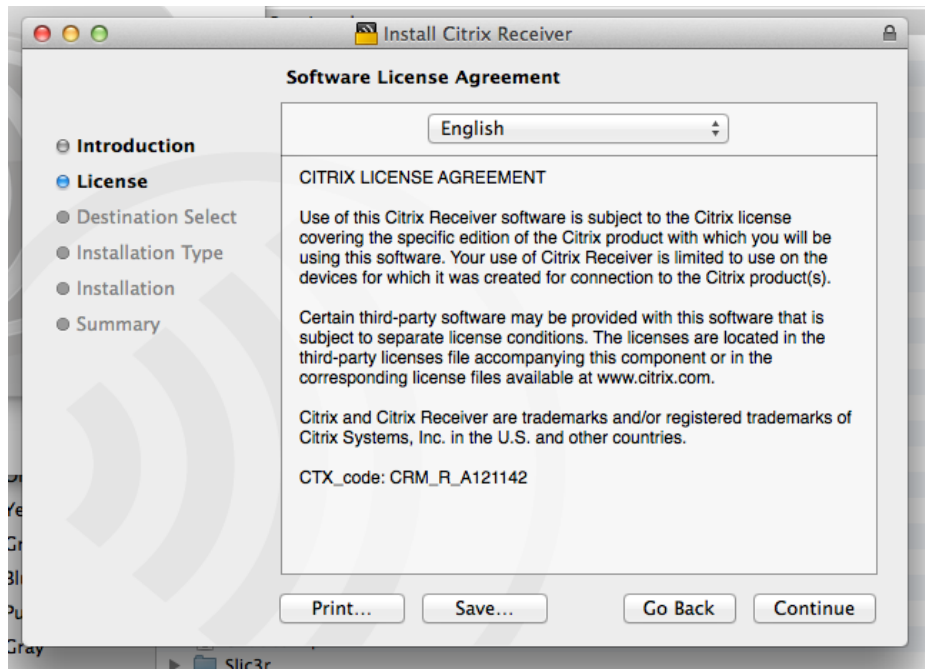 Install Citrix Receiver
Software License Agreement
Introduction
License
Destination Select
Installation Type
Installation
Summary
English
CITRIX LICENSE AGREEMENT
Use of this Citrix Receiver software is subject to the Citrix license
covering the specific edition of the Citrix product with which you will be
using this software. Your use of Citrix Receiver is limited to use on the
devices for which it was created for connection to the Citrix product(s).
Certain third-party software may be provided with this software that is
subject to separate license conditions. The licenses are located in the
third-party licenses file accompanying this component or in the
corresponding license files available at www.citrix.com.
Citrix and Citrix Receiver are trademarks and/or registered trademarks of
Citrix Systems, Inc. in the U.S. and other countries.
CTX_code: CRM_R_A121142
Print...
Save...
Go Back
Continue
Gray
Slic3r